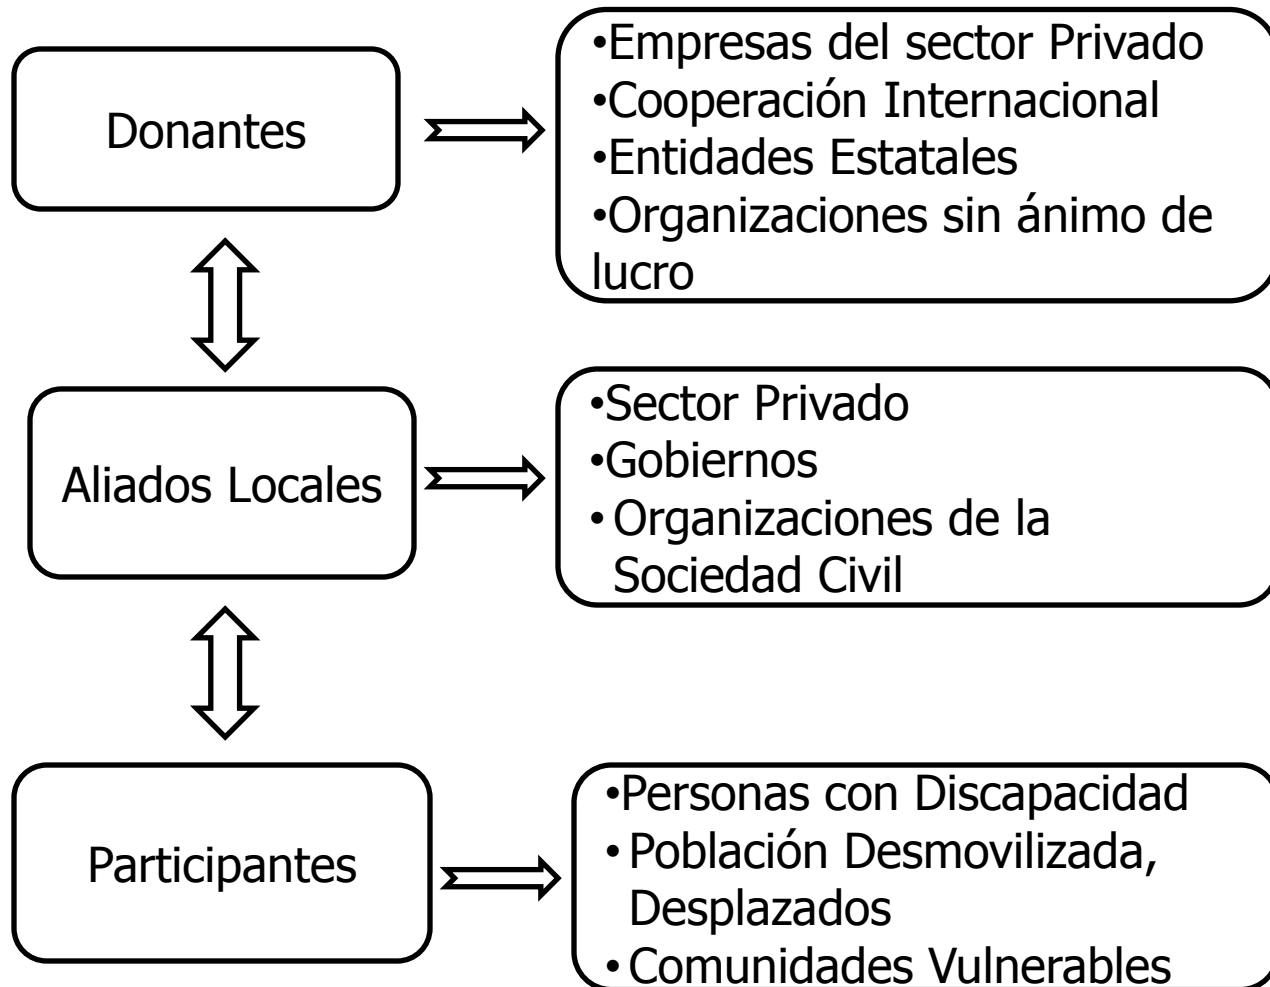 Donantes
•Empresas del sector Privado
•Cooperación Internacional
•Entidades Estatales
•Organizaciones sin ánimo de
lucro
Aliados Locales
•Sector Privado
•Gobiernos
• Organizaciones de la
Sociedad Civil
Participantes
•Personas con Discapacidad
• Población Desmovilizada,
Desplazados
• Comunidades Vulnerables